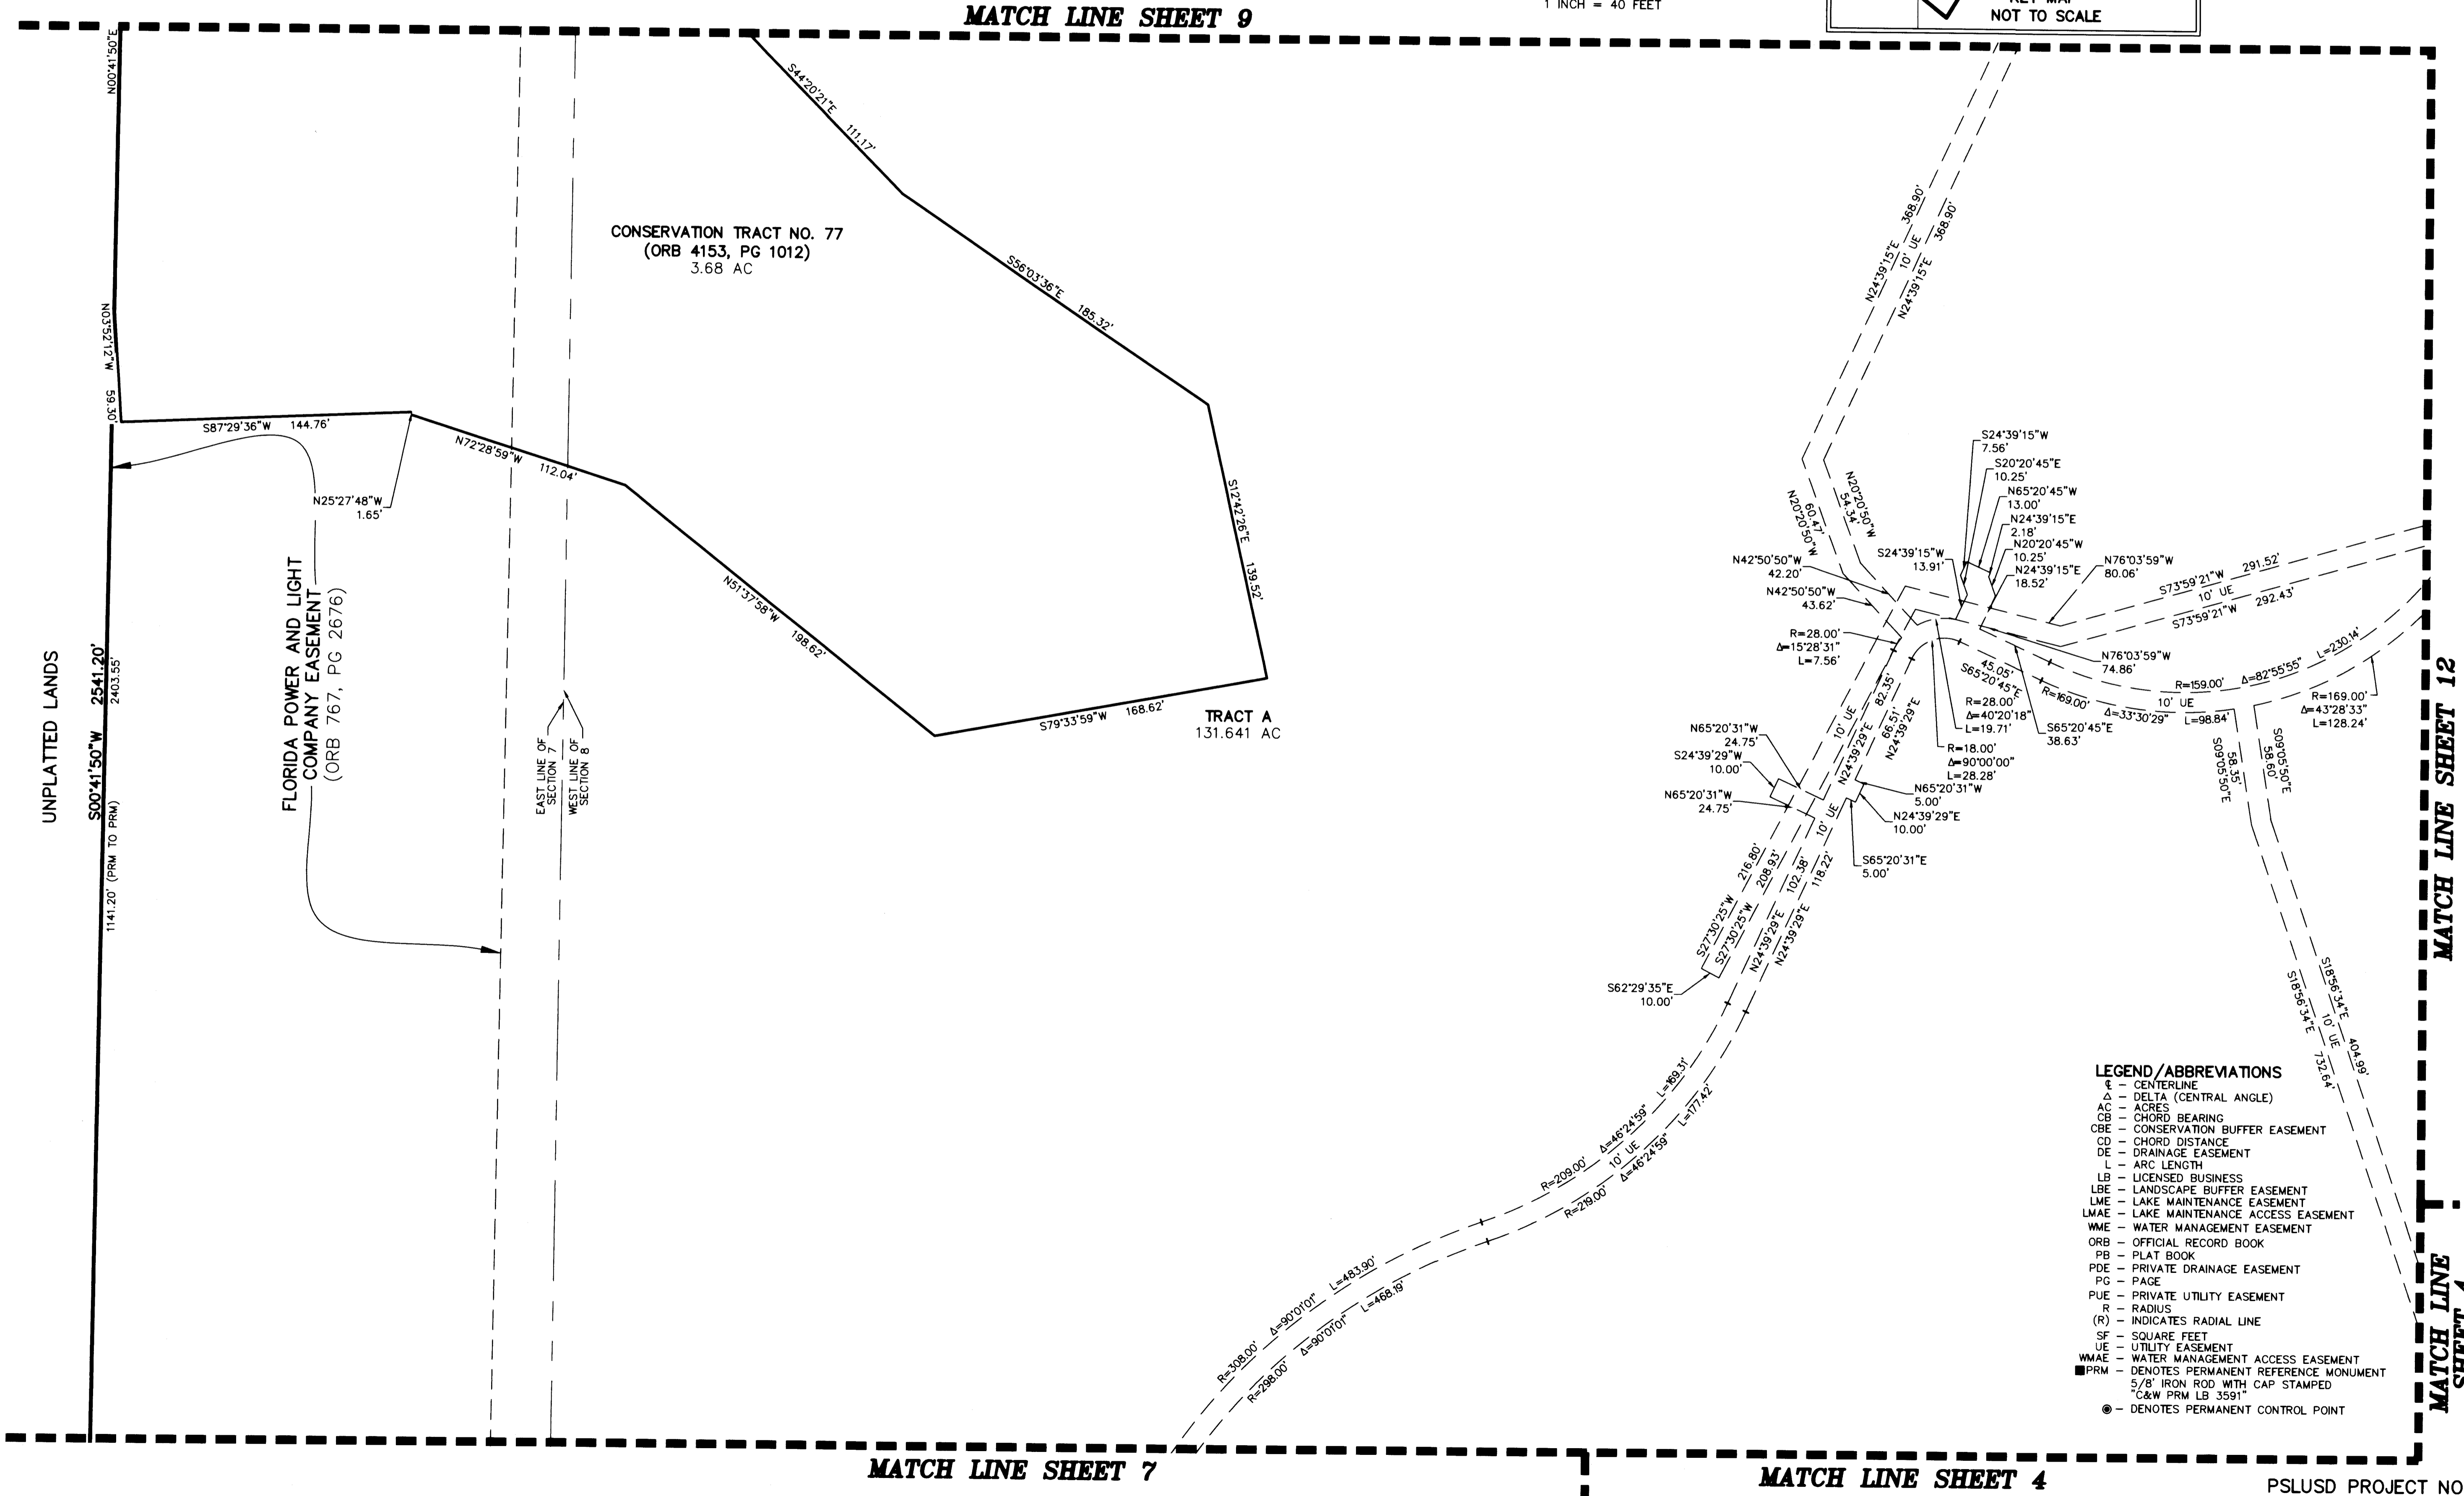 MATCH LINE SHEET 9
1 INCH = 40 FEET
NOT TO SCALE
N00°41'50"E
S44°20'21"E 111.17'
CONSERVATION TRACT NO. 77
(ORB 4153, PG 1012)
3.68 AC
S56°03'36"E 185.32'
N03°52'12"W 59.30'
S87°29'36"W 144.76'
N25°27'48"W
1.65'
N72°28'59"W 112.04'
N51°37'58"W 198.62'
S12°42'26"E 139.52'
S79°33'59"W 168.62'
TRACT A
131.641 AC
UNPLATTED LANDS
S00°41'50"W 2541.20'
2403.55'
1141.20' (PRM TO PRM)
FLORIDA POWER AND LIGHT
COMPANY EASEMENT
(ORB 767, PG 2676)
EAST LINE OF
SECTION 7
WEST LINE OF
SECTION 8
N24°39'15"E 368.90'
10' UE
N24°39'15"E 368.90'
N20°20'50"W
60.47'
N20°20'50"W
54.34'
S24°39'15"W
7.56'
S20°20'45"E
10.25'
N65°20'45"W
13.00'
N24°39'15"E
2.18'
N20°20'45"W
10.25'
N24°39'15"E
18.52'
S24°39'15"W
13.91'
N42°50'50"W
42.20'
N42°50'50"W
43.62'
R=28.00'
Δ=15°28'31"
L=7.56'
N76°03'59"W
80.06'
S73°59'21"W 291.52'
10' UE
S73°59'21"W 292.43'
N76°03'59"W
74.86'
45.05'
S65°20'45"E
R=159.00' Δ=82°55'55" L=230.14'
10' UE
R=169.00' Δ=33°30'29" L=98.84'
R=169.00'
Δ=43°28'33"
L=128.24'
R=28.00'
Δ=40°20'18"
L=19.71'
S65°20'45"E
38.63'
R=18.00'
Δ=90°00'00"
L=28.28'
10' UE
N24°39'29"E 82.35'
N24°39'29"E 66.51'
N65°20'31"W
24.75'
S24°39'29"W
10.00'
N65°20'31"W
24.75'
N65°20'31"W
5.00'
N24°39'29"E
10.00'
S65°20'31"E
5.00'
10' UE
S27°30'25"W 216.80'
S27°30'25"W 208.93'
N24°39'29"E 102.38'
N24°39'29"E 118.22'
S62°29'35"E
10.00'
S09°05'50"E
58.35'
S09°05'50"E
58.60'
S18°56'34"E 732.64'
10' UE
S18°56'34"E 404.99'
R=209.00' Δ=46°24'59" L=169.31'
10' UE
R=219.00' Δ=46°24'59" L=177.42'
R=308.00' Δ=90°01'01" L=483.90'
R=298.00' Δ=90°01'01" L=468.19'
LEGEND/ABBREVIATIONS
℄ - CENTERLINE
Δ - DELTA (CENTRAL ANGLE)
AC - ACRES
CB - CHORD BEARING
CBE - CONSERVATION BUFFER EASEMENT
CD - CHORD DISTANCE
DE - DRAINAGE EASEMENT
L - ARC LENGTH
LB - LICENSED BUSINESS
LBE - LANDSCAPE BUFFER EASEMENT
LME - LAKE MAINTENANCE EASEMENT
LMAE - LAKE MAINTENANCE ACCESS EASEMENT
WME - WATER MANAGEMENT EASEMENT
ORB - OFFICIAL RECORD BOOK
PB - PLAT BOOK
PDE - PRIVATE DRAINAGE EASEMENT
PG - PAGE
PUE - PRIVATE UTILITY EASEMENT
R - RADIUS
(R) - INDICATES RADIAL LINE
SF - SQUARE FEET
UE - UTILITY EASEMENT
WMAE - WATER MANAGEMENT ACCESS EASEMENT
■PRM - DENOTES PERMANENT REFERENCE MONUMENT
5/8' IRON ROD WITH CAP STAMPED
"C&W PRM LB 3591"
◉ - DENOTES PERMANENT CONTROL POINT
MATCH LINE SHEET 12
MATCH LINE
SHEET 4
MATCH LINE SHEET 7
MATCH LINE SHEET 4
PSLUSD PROJECT NO